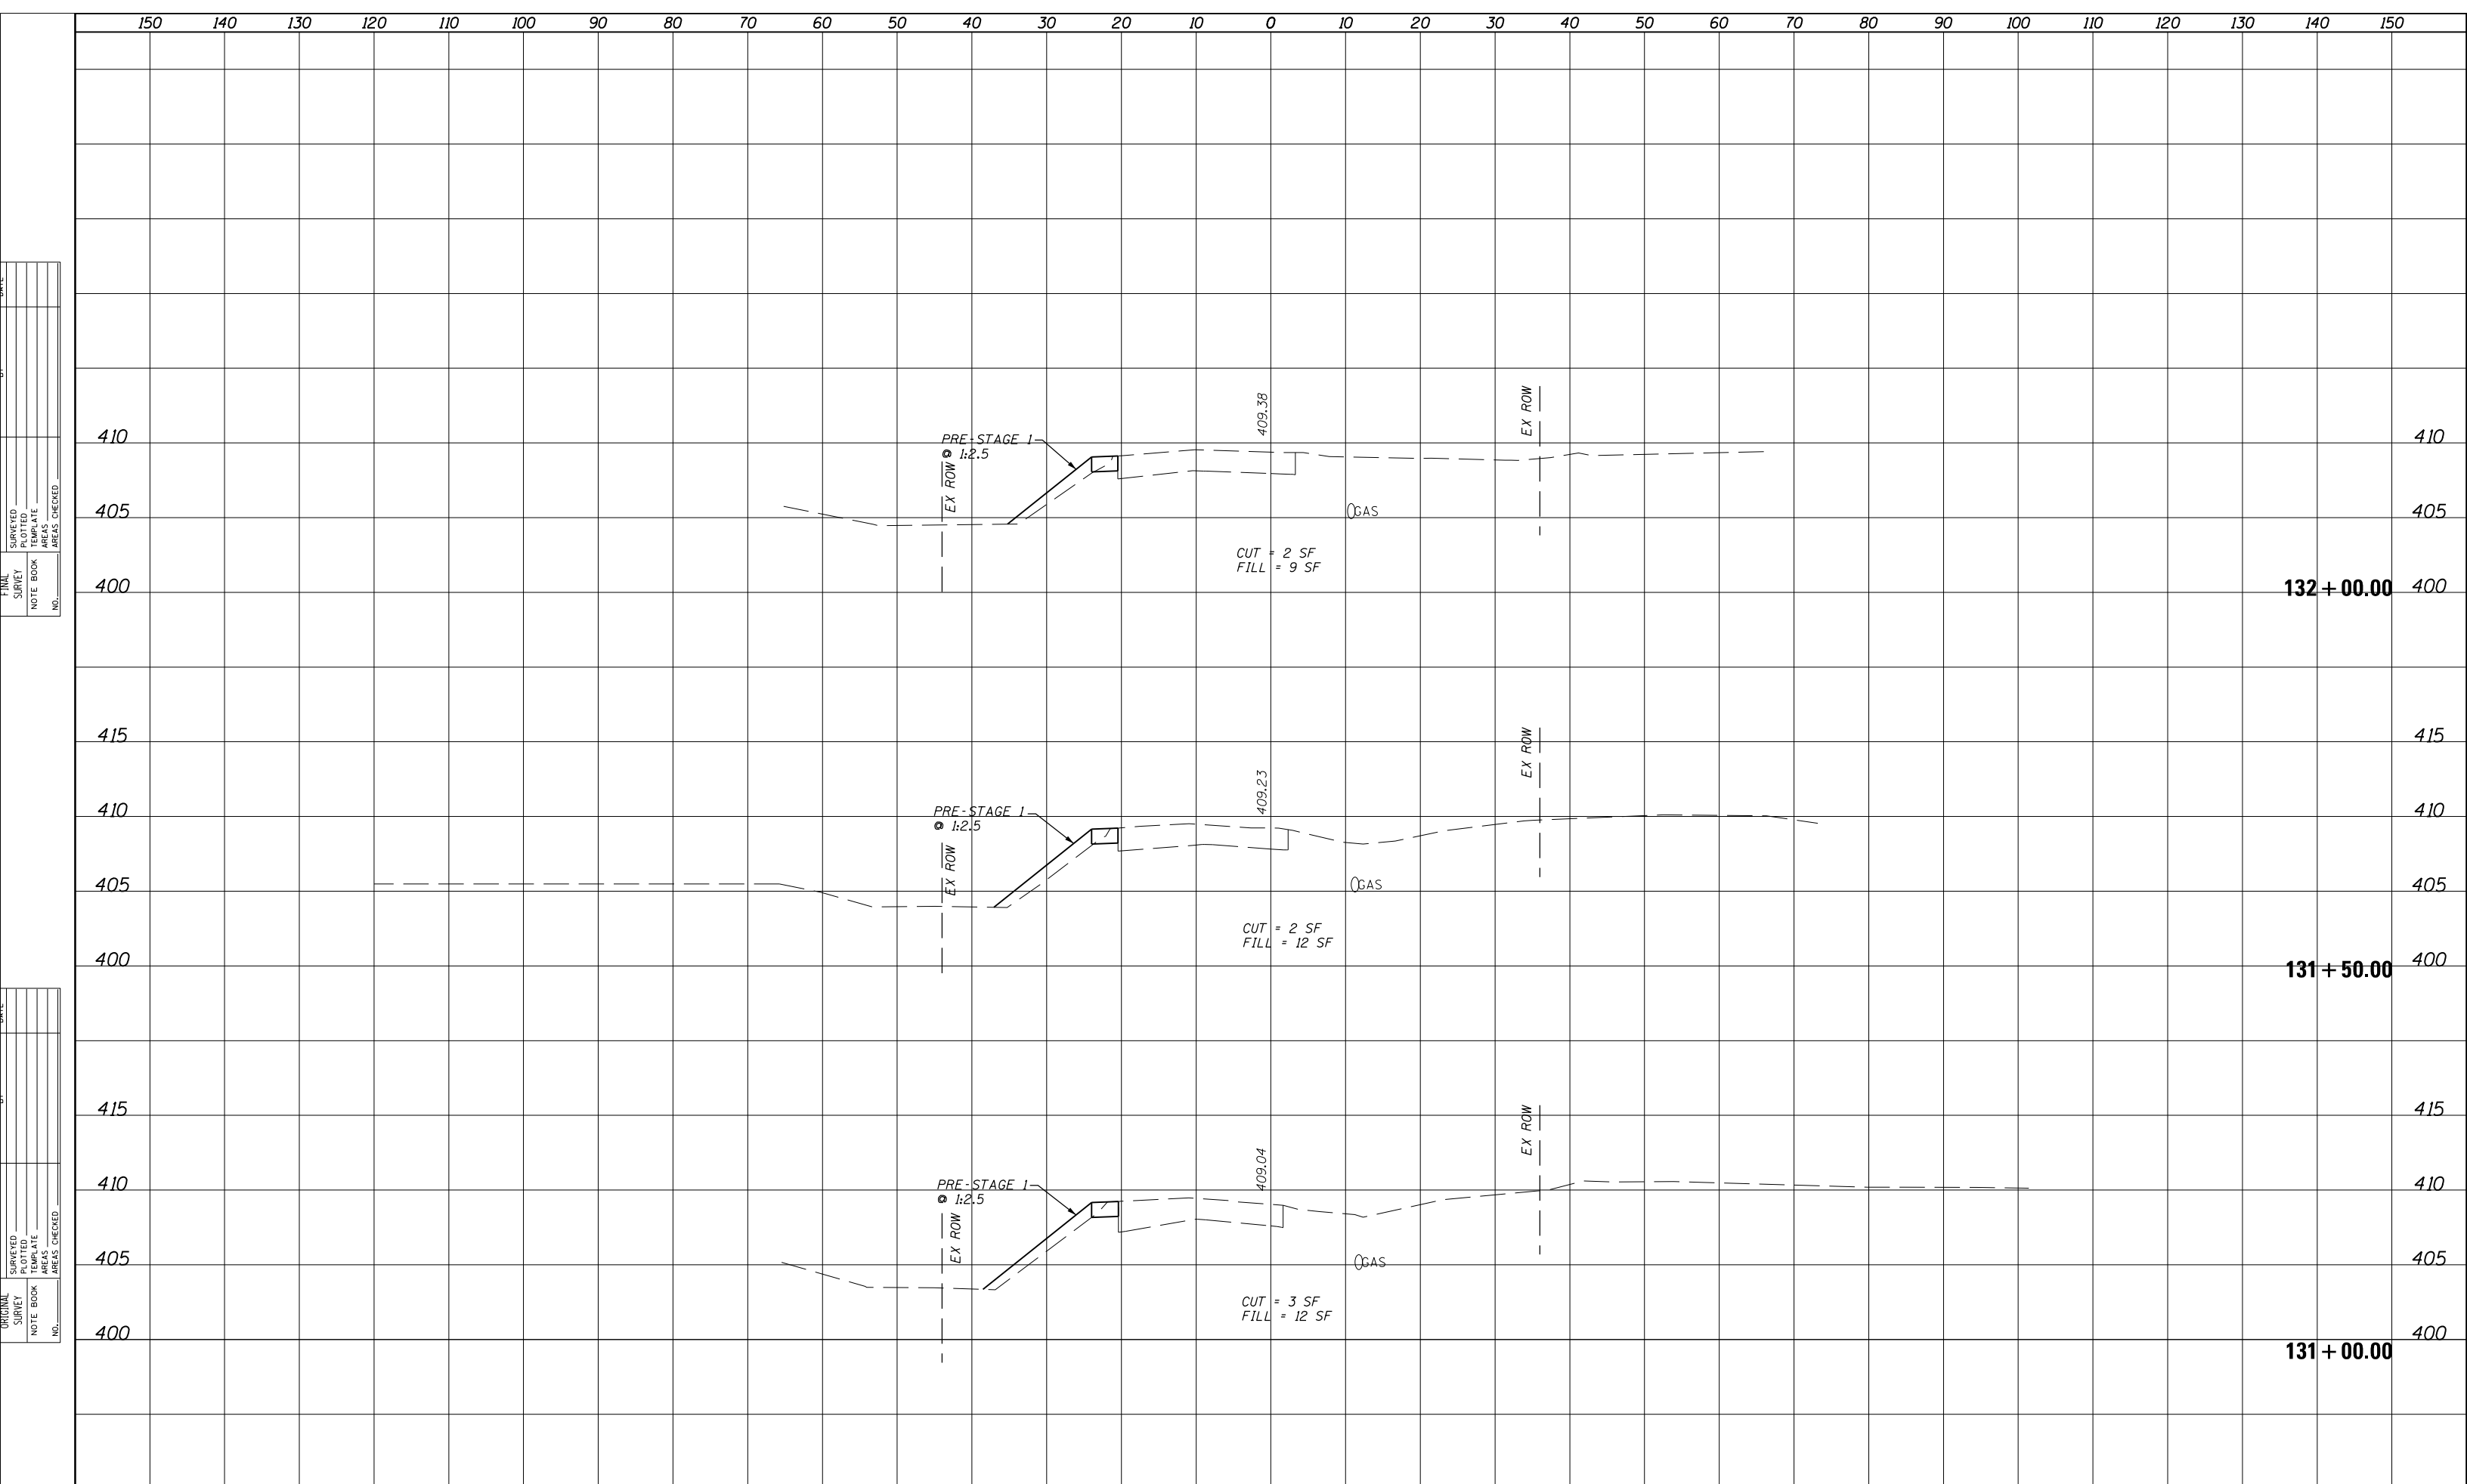 150 140 130 120 110 100 90 80 70 60 50 40 30 20 10 0 10 20 30 40 50 60 70 80 90 100 110 120 130 140 150
409.38
EX ROW
410
PRE-STAGE 1
@ 1:2.5
EX ROW
410
405
GAS
405
CUT = 2 SF
FILL = 9 SF
400
132+00.00
400
415
EX ROW
415
409.23
410
PRE-STAGE 1
@ 1:2.5
410
EX ROW
405
GAS
405
CUT = 2 SF
FILL = 12 SF
400
131+50.00
400
415
EX ROW
415
409.04
410
PRE-STAGE 1
@ 1:2.5
410
EX ROW
405
GAS
405
CUT = 3 SF
FILL = 12 SF
400
400
131+00.00
FINAL
SURVEY
NOTE BOOK
NO.
SURVEYED
PLOTTED
TEMPLATE
AREAS
AREAS CHECKED
ORIGINAL
SURVEY
NOTE BOOK
NO.
SURVEYED
PLOTTED
TEMPLATE
AREAS
AREAS CHECKED